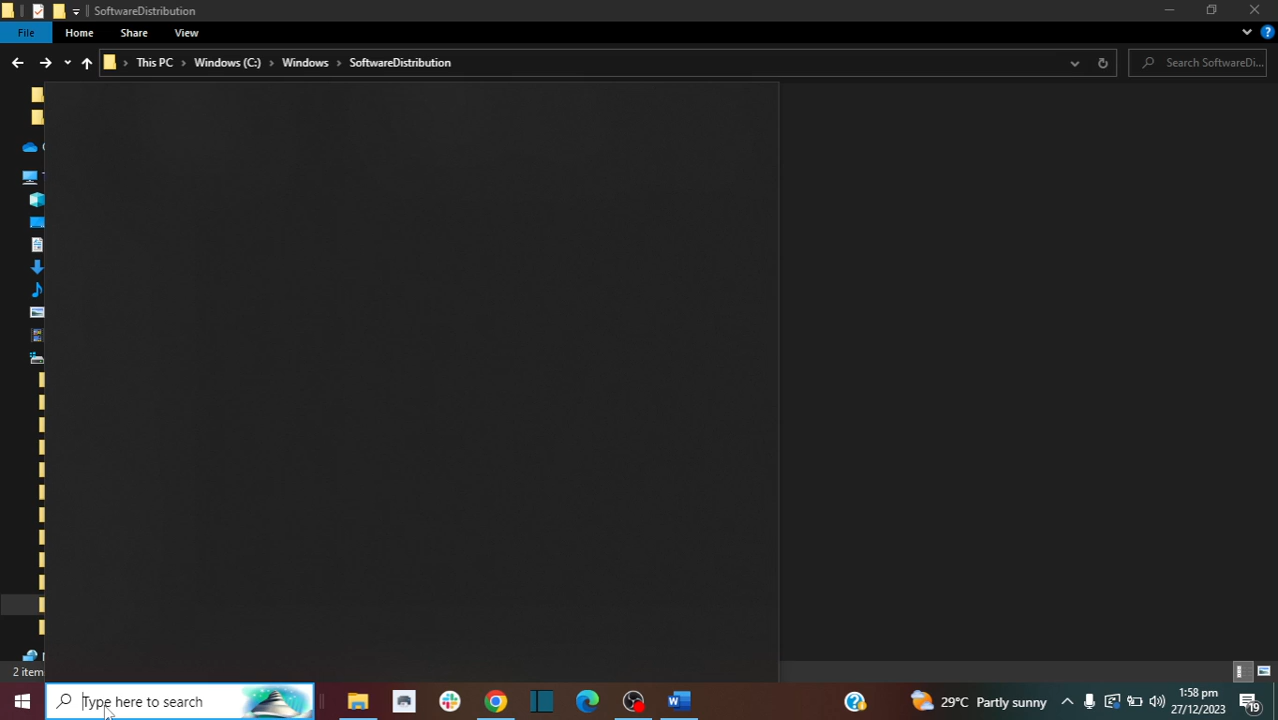 SoftwareDistribution
File Home Share View
This PC Windows (C:) Windows SoftwareDistribution Search SoftwareDi...
2 item
Type here to search
29°C Partly sunny
1:58 pm
27/12/2023
19